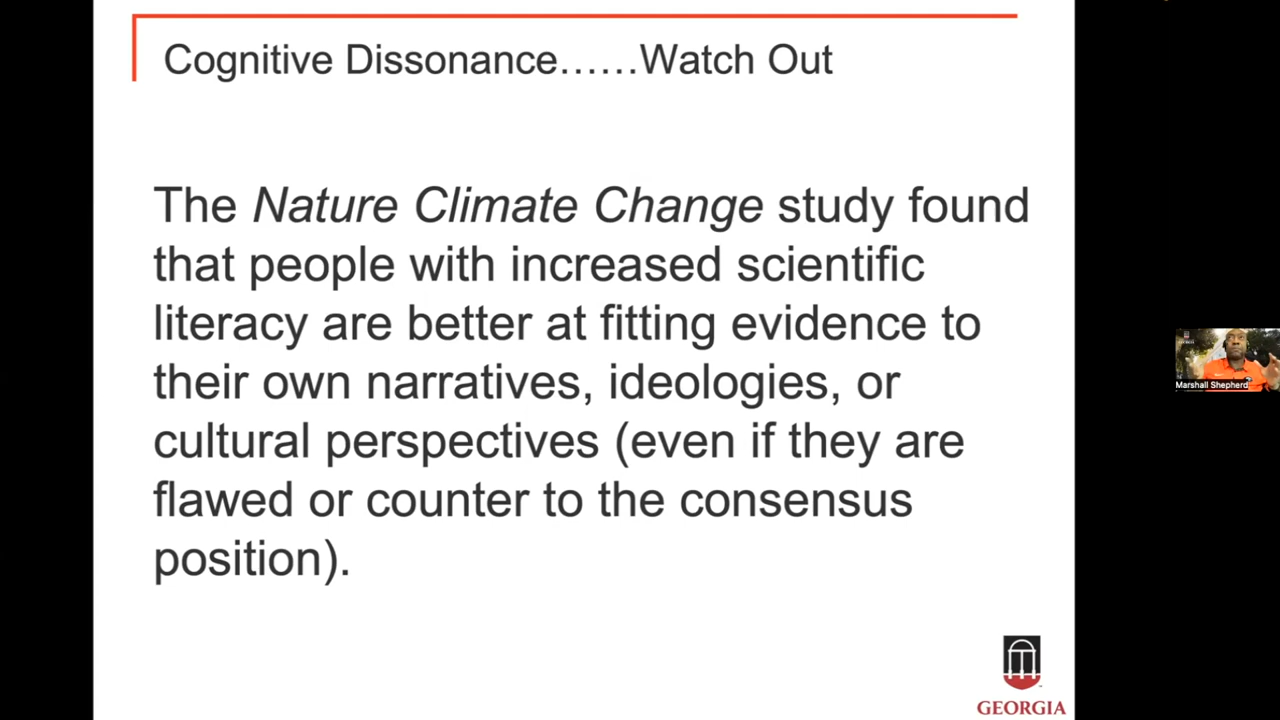 Cognitive Dissonance......Watch Out
The Nature Climate Change study found
that people with increased scientific
literacy are better at fitting evidence to
their own narratives, ideologies, or
cultural perspectives (even if they are
flawed or counter to the consensus
position).
Marshall Shepherd
GEORGIA